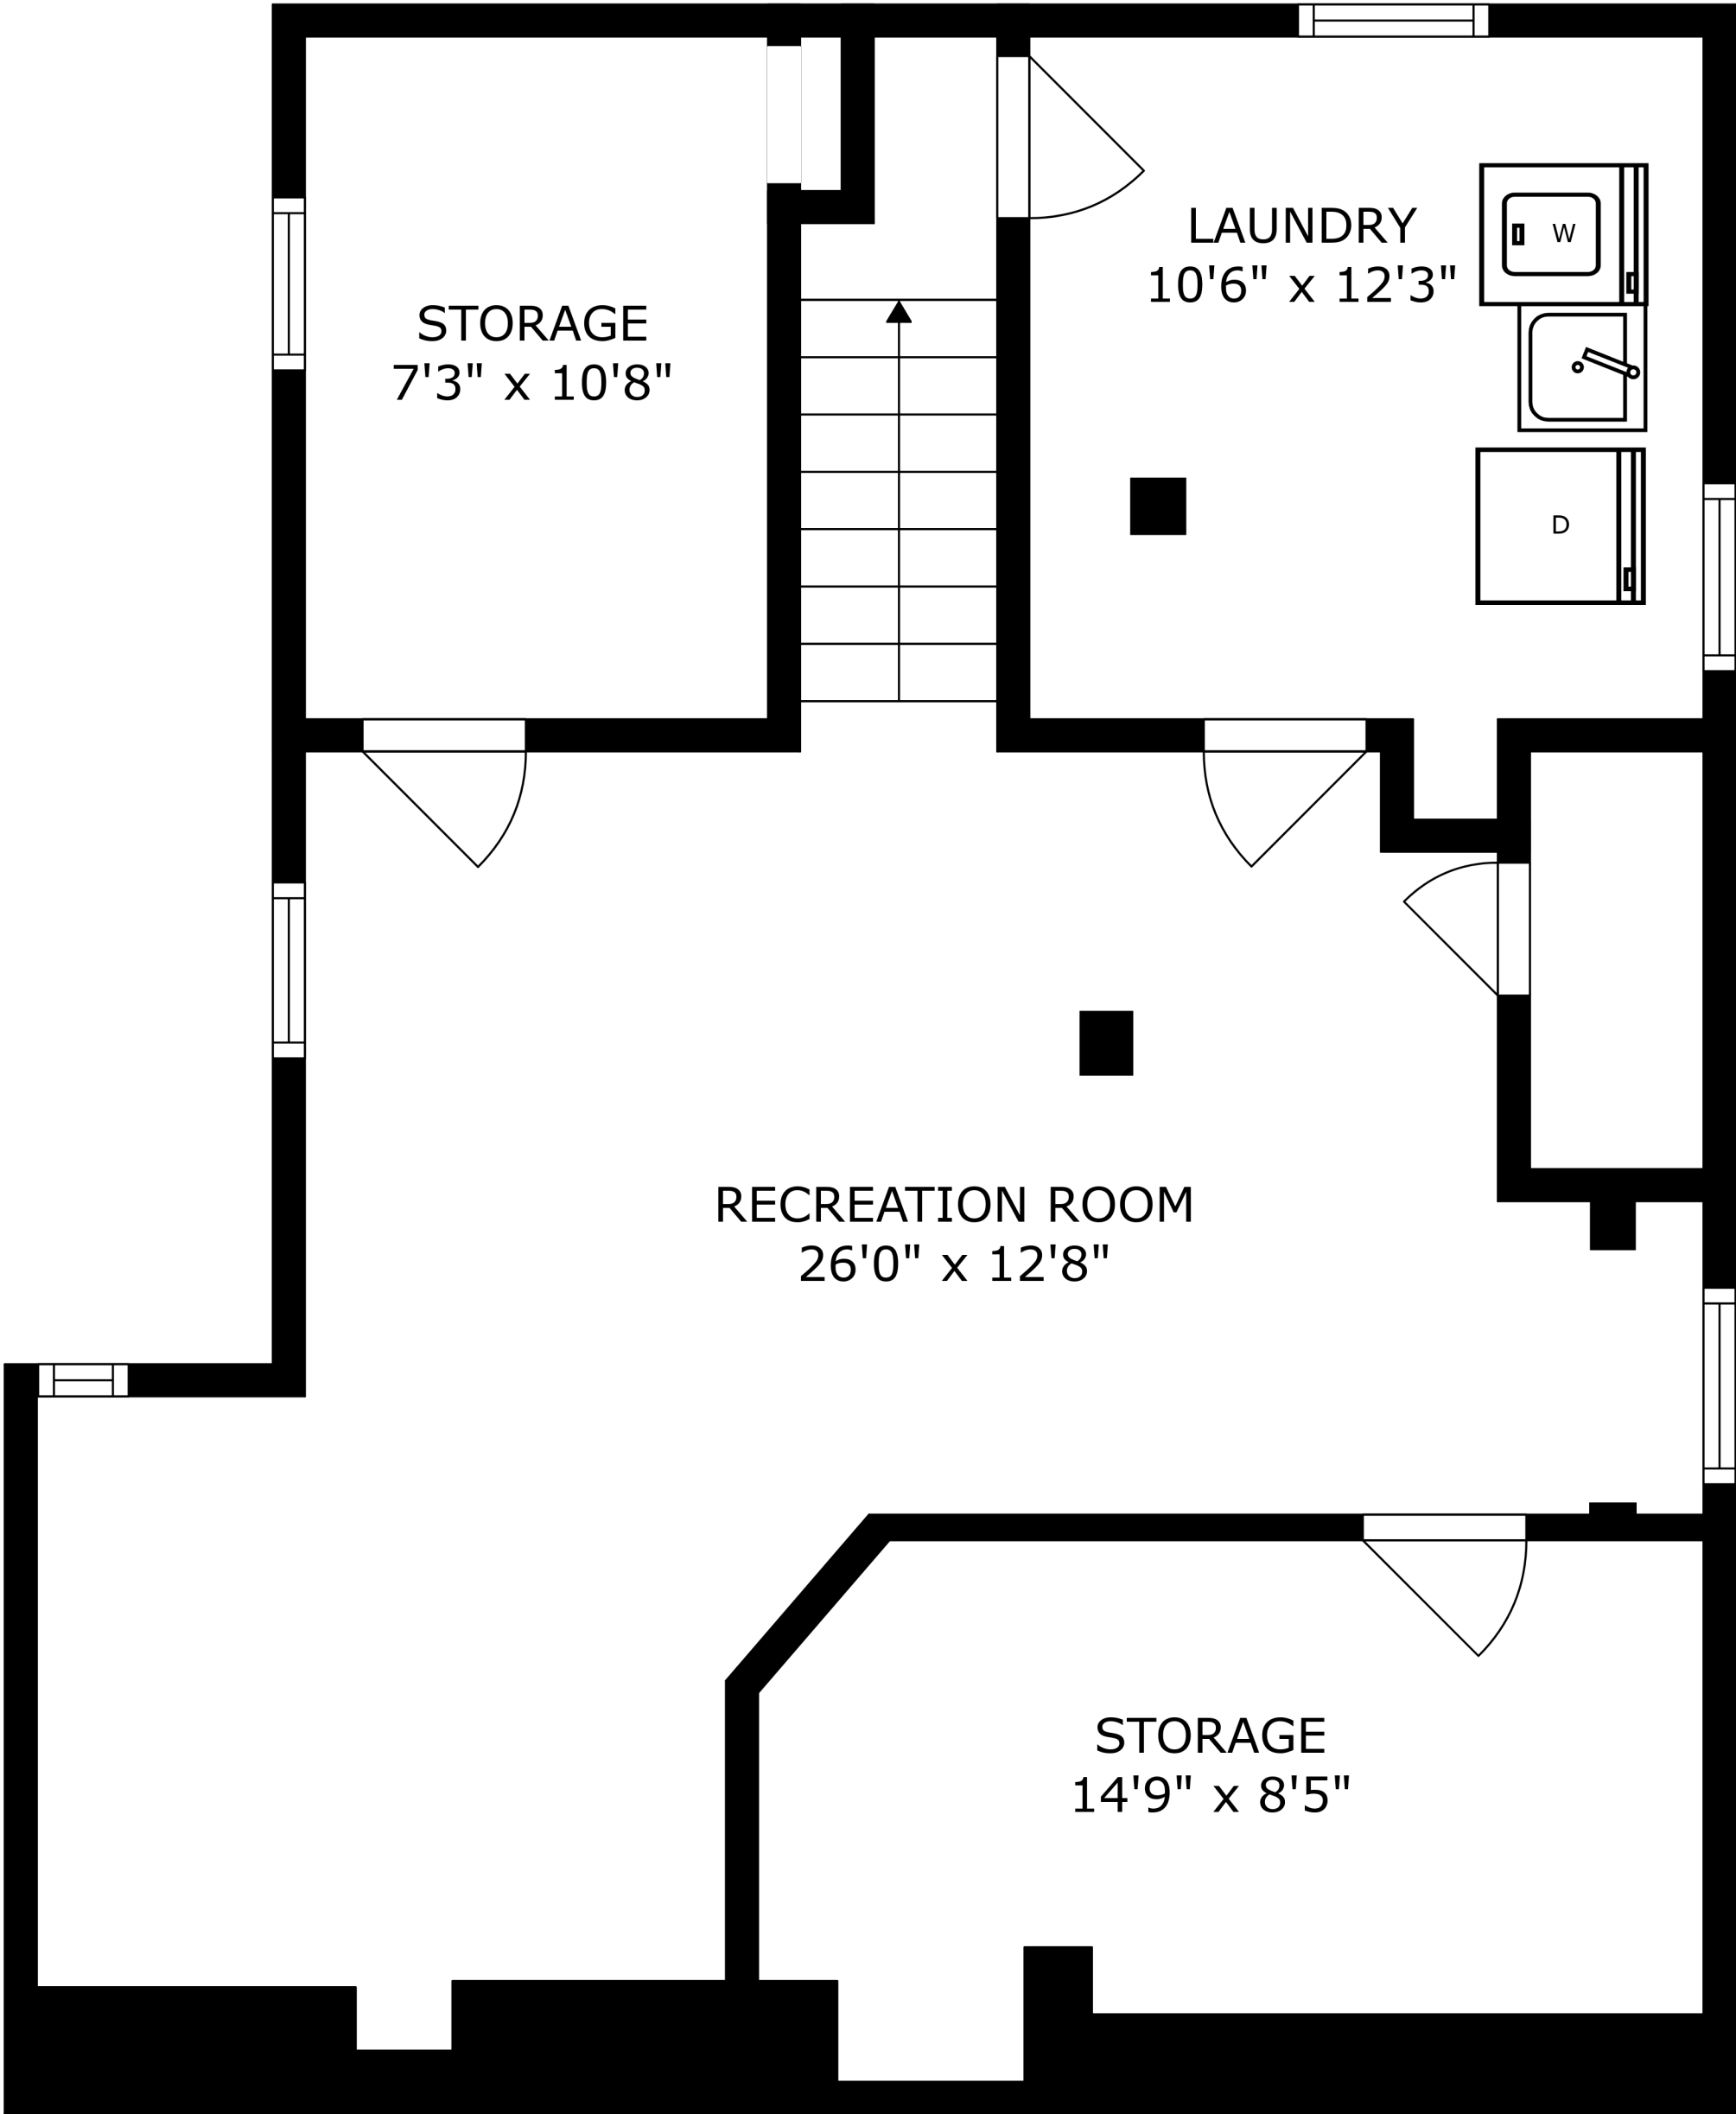 LAUNDRY
10'6" x 12'3"
W
STORAGE
7'3" x 10'8"
D
RECREATION ROOM
26'0" x 12'8"
STORAGE
14'9" x 8'5"